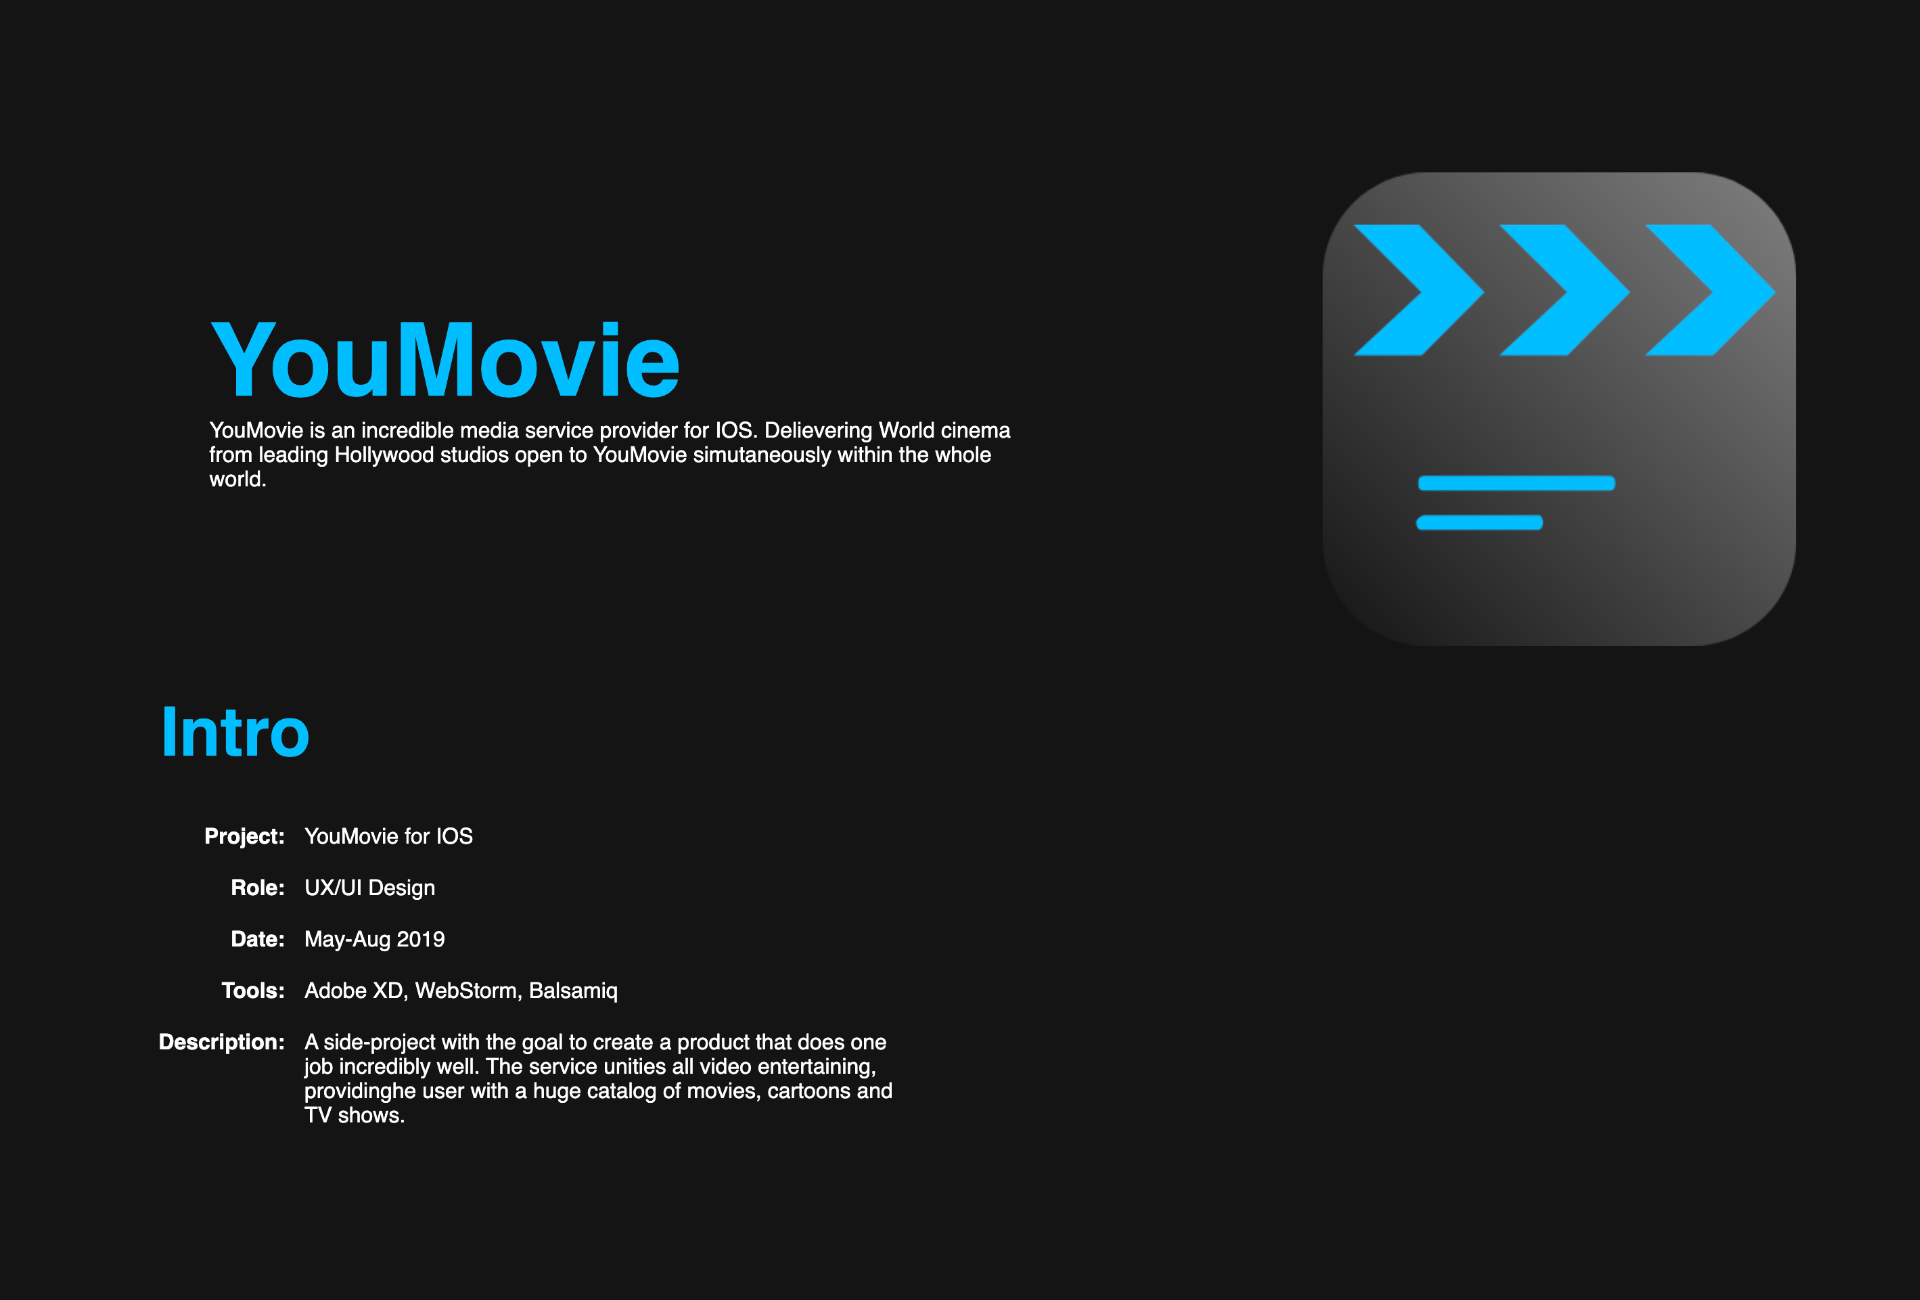 YouMovie
YouMovie is an incredible media service provider for IOS. Delievering World cinema
from leading Hollywood studios open to YouMovie simutaneously within the whole
world.
Intro
Project: YouMovie for IOS
Role: UX/UI Design
Date: May-Aug 2019
Tools: Adobe XD, WebStorm, Balsamiq
Description: A side-project with the goal to create a product that does one
job incredibly well. The service unities all video entertaining,
providinghe user with a huge catalog of movies, cartoons and
TV shows.